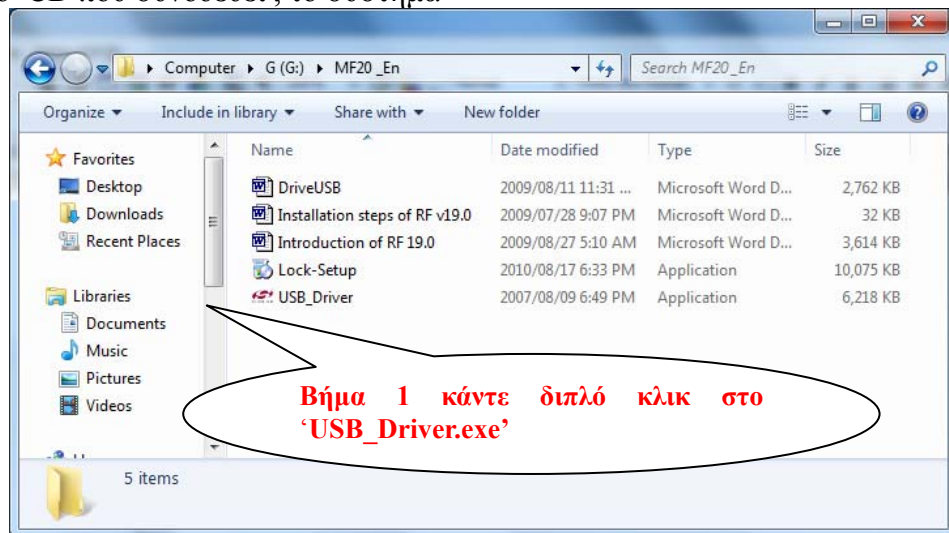 CD που συνοδεύει, το σύστημα
Computer ▸ G (G:) ▸ MF20 _En
Search MF20 _En
Organize ▾ Include in library ▾ Share with ▾ New folder
Name Date modified Type Size
Favorites
Desktop
Downloads
Recent Places
Libraries
Documents
Music
Pictures
Videos
DriveUSB 2009/08/11 11:31 ... Microsoft Word D... 2,762 KB
Installation steps of RF v19.0 2009/07/28 9:07 PM Microsoft Word D... 32 KB
Introduction of RF 19.0 2009/08/27 5:10 AM Microsoft Word D... 3,614 KB
Lock-Setup 2010/08/17 6:33 PM Application 10,075 KB
USB_Driver 2007/08/09 6:49 PM Application 6,218 KB
Βήμα 1 κάντε διπλό κλικ στο
‘USB_Driver.exe’
5 items